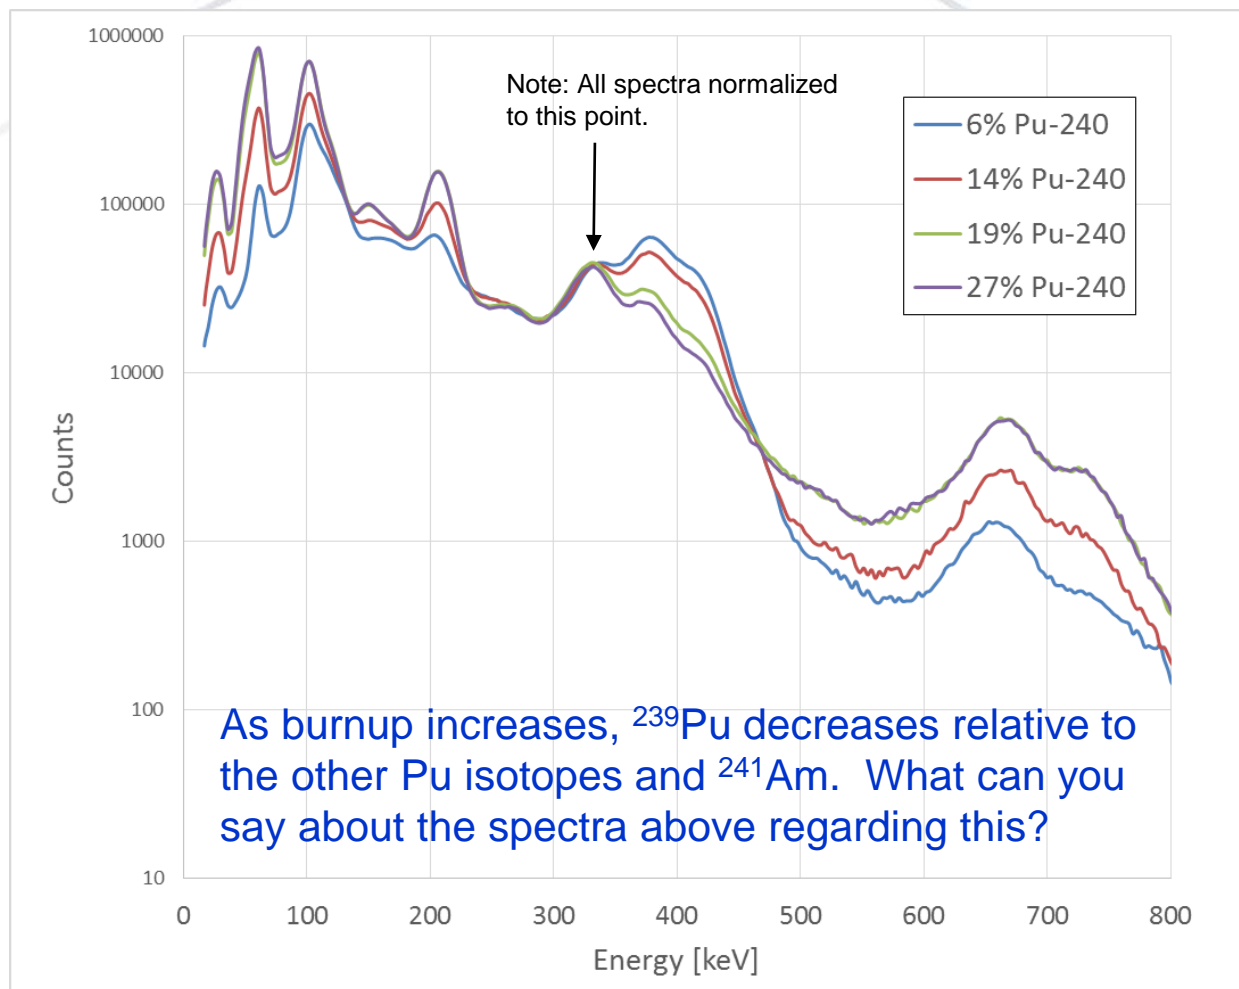 1000000
100000
10000
1000
100
10
Counts
Note: All spectra normalized
to this point.
6% Pu-240
14% Pu-240
19% Pu-240
27% Pu-240
As burnup increases, ²³⁹Pu decreases relative to
the other Pu isotopes and ²⁴¹Am.  What can you
say about the spectra above regarding this?
0 100 200 300 400 500 600 700 800
Energy [keV]